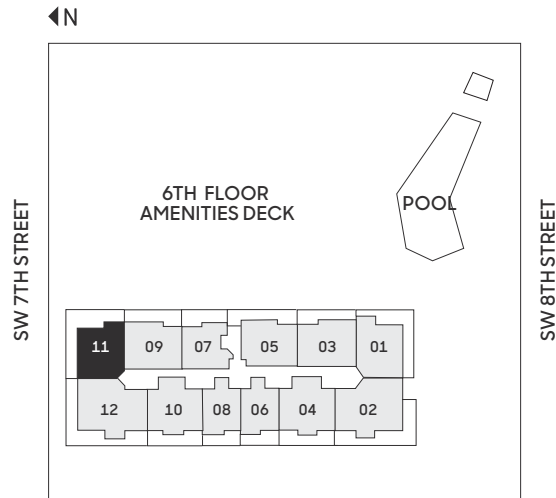 N
6TH FLOOR
AMENITIES DECK
POOL
SW 7TH STREET
SW 8TH STREET
11 09 07 05 03 01
12 10 08 06 04 02